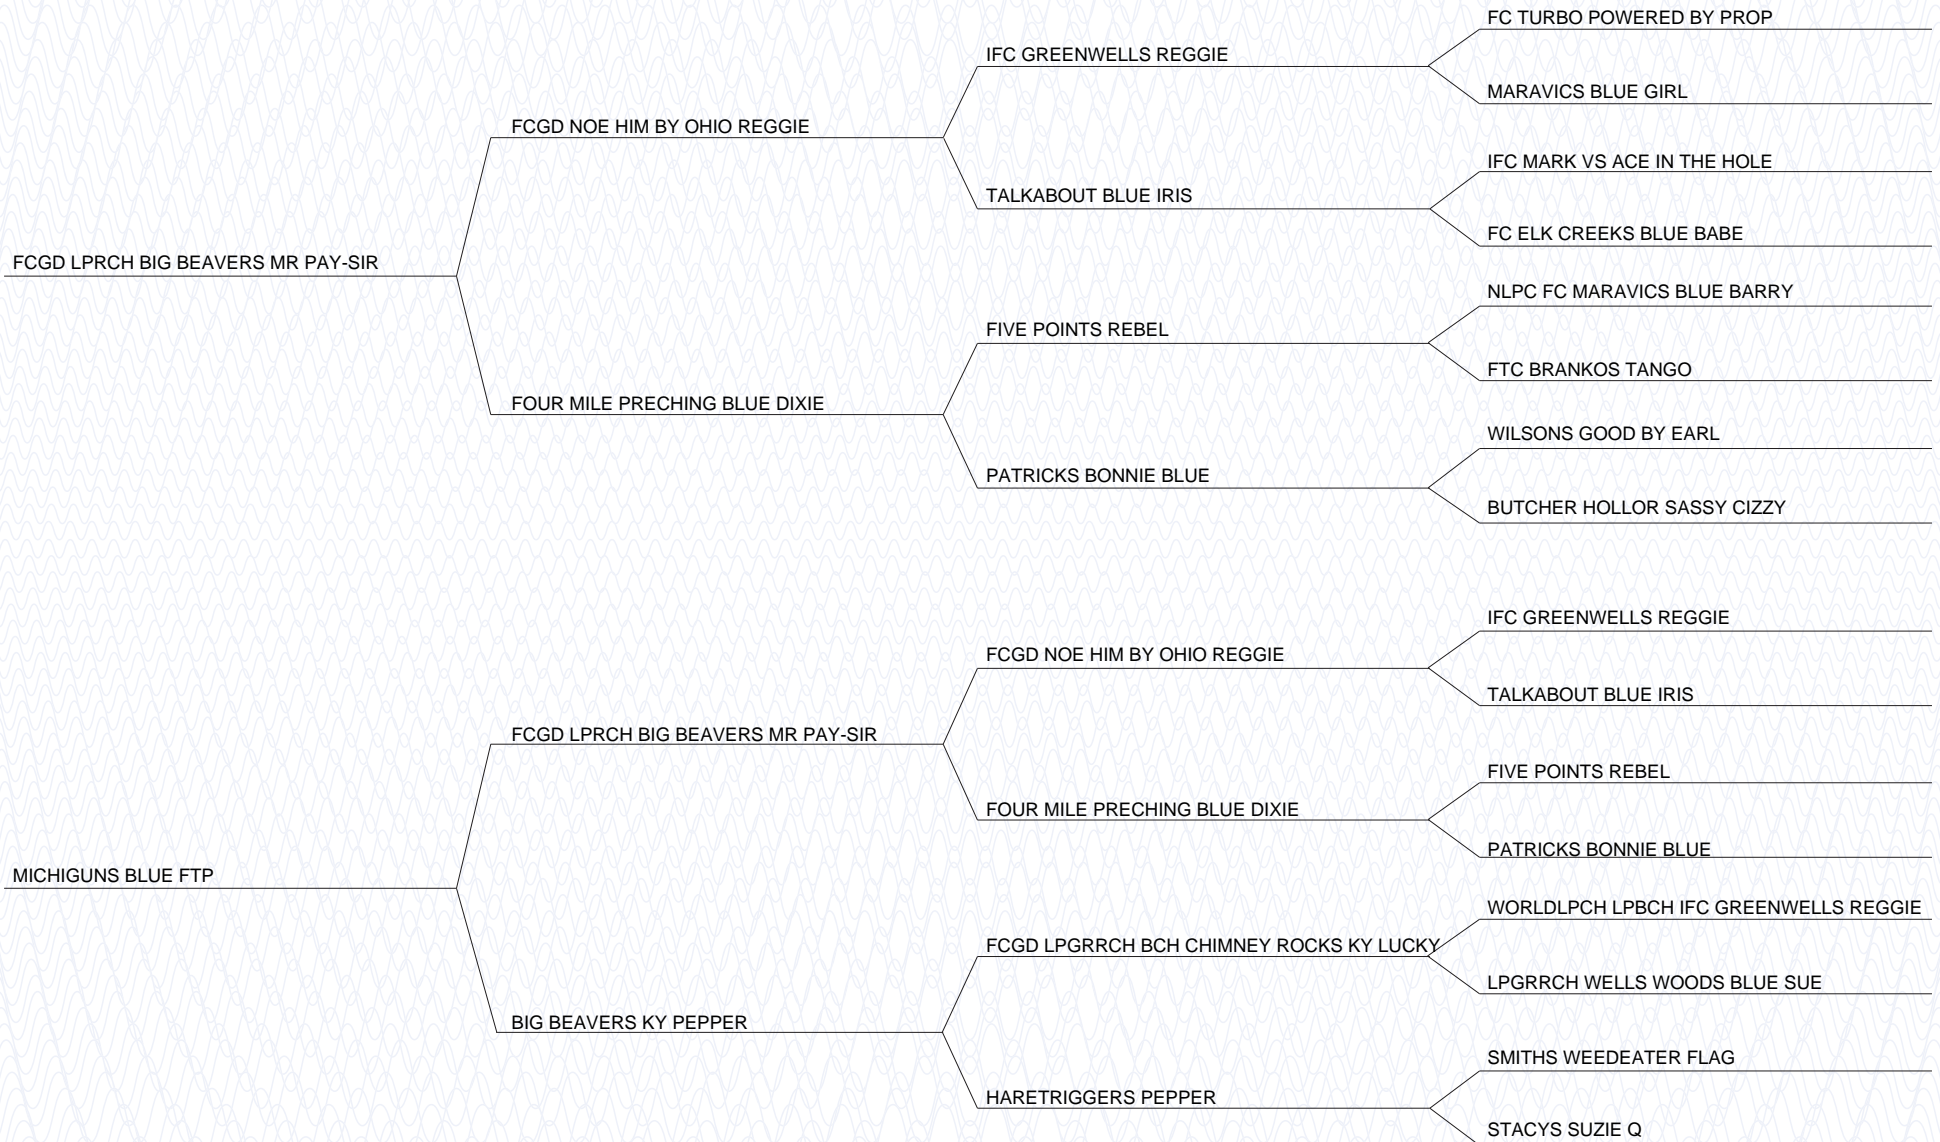 FC TURBO POWERED BY PROP
IFC GREENWELLS REGGIE
MARAVICS BLUE GIRL
FCGD NOE HIM BY OHIO REGGIE
IFC MARK VS ACE IN THE HOLE
TALKABOUT BLUE IRIS
FC ELK CREEKS BLUE BABE
FCGD LPRCH BIG BEAVERS MR PAY-SIR
NLPC FC MARAVICS BLUE BARRY
FIVE POINTS REBEL
FTC BRANKOS TANGO
FOUR MILE PRECHING BLUE DIXIE
WILSONS GOOD BY EARL
PATRICKS BONNIE BLUE
BUTCHER HOLLOR SASSY CIZZY
IFC GREENWELLS REGGIE
FCGD NOE HIM BY OHIO REGGIE
TALKABOUT BLUE IRIS
FCGD LPRCH BIG BEAVERS MR PAY-SIR
FIVE POINTS REBEL
FOUR MILE PRECHING BLUE DIXIE
PATRICKS BONNIE BLUE
MICHIGUNS BLUE FTP
WORLDLPCH LPBCH IFC GREENWELLS REGGIE
FCGD LPGRRCH BCH CHIMNEY ROCKS KY LUCKY
LPGRRCH WELLS WOODS BLUE SUE
BIG BEAVERS KY PEPPER
SMITHS WEEDEATER FLAG
HARETRIGGERS PEPPER
STACYS SUZIE Q